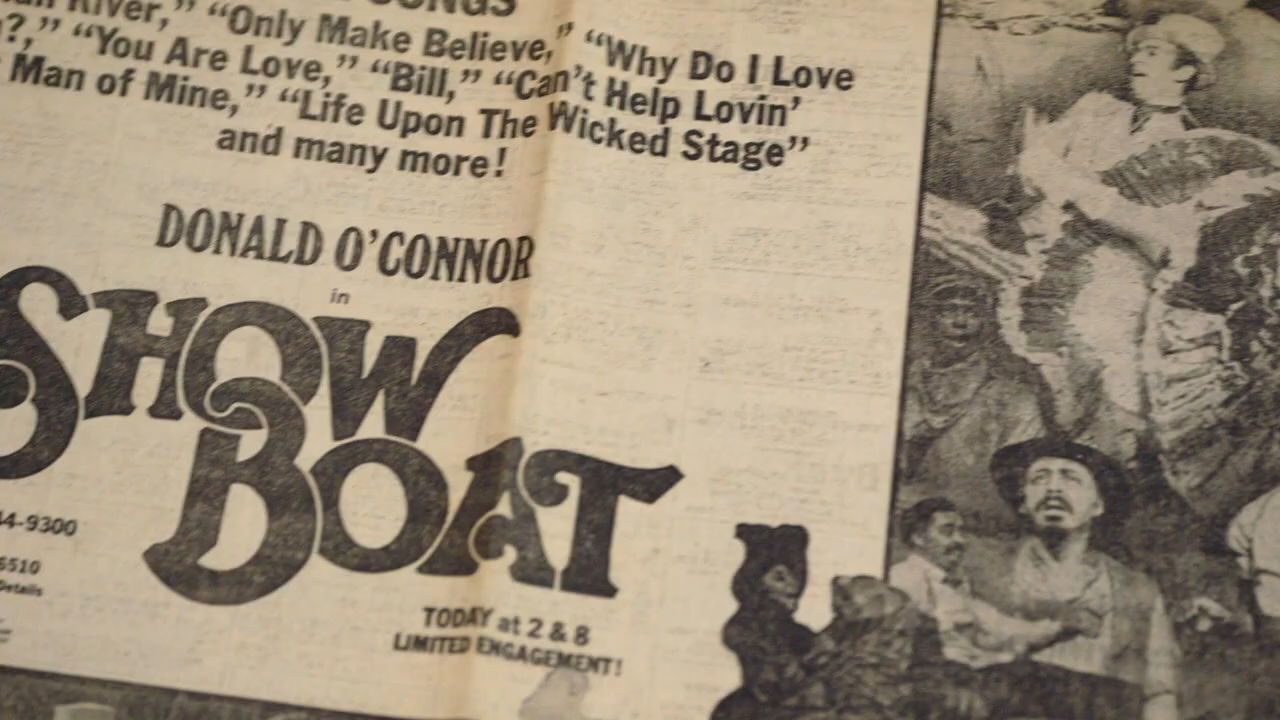 SONGS
River,” “Only Make Believe,” “Why Do I Love
?,” “You Are Love,” “Bill,” “Can’t Help Lovin’
Man of Mine,” “Life Upon The Wicked Stage”
and many more!
DONALD O’CONNOR
in
SHOW
BOAT
4-9300
6510
Details
TODAY at 2 & 8
LIMITED ENGAGEMENT!